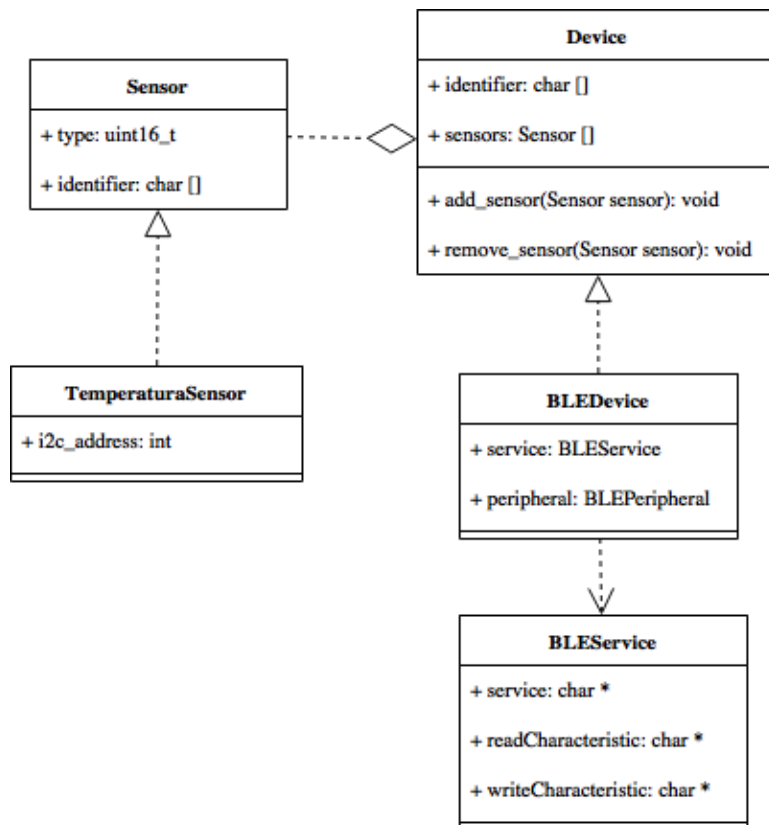 Sensor
+ type: uint16_t
+ identifier: char []
Device
+ identifier: char []
+ sensors: Sensor []
+ add_sensor(Sensor sensor): void
+ remove_sensor(Sensor sensor): void
TemperaturaSensor
+ i2c_address: int
BLEDevice
+ service: BLEService
+ peripheral: BLEPeripheral
BLEService
+ service: char *
+ readCharacteristic: char *
+ writeCharacteristic: char *